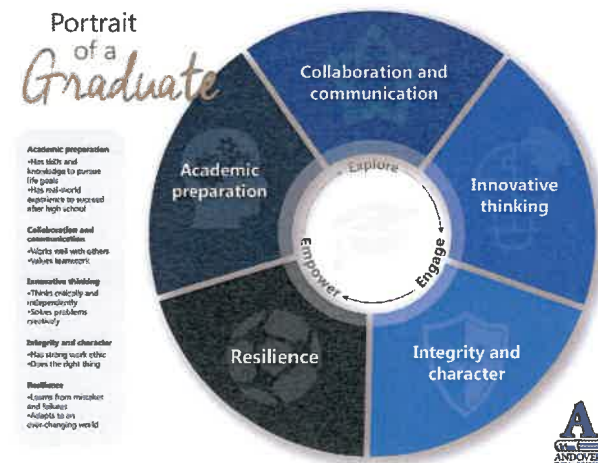 Portrait
of a
Graduate
Academic preparation
•Has skills and
knowledge to pursue
life goals
•Has real-world
experience to succeed
after high school
Collaboration and
communication
•Works well with others
•Values teamwork
Innovative thinking
•Thinks critically and
independently
•Solves problems
creatively
Integrity and character
•Has strong work ethic
•Does the right thing
Resilience
•Learns from mistakes
and failures
•Adapts to an
ever-changing world
Collaboration and
communication
Academic
preparation
Innovative
thinking
Resilience
Integrity and
character
Explore
Engage
Empower
A
ANDOVER